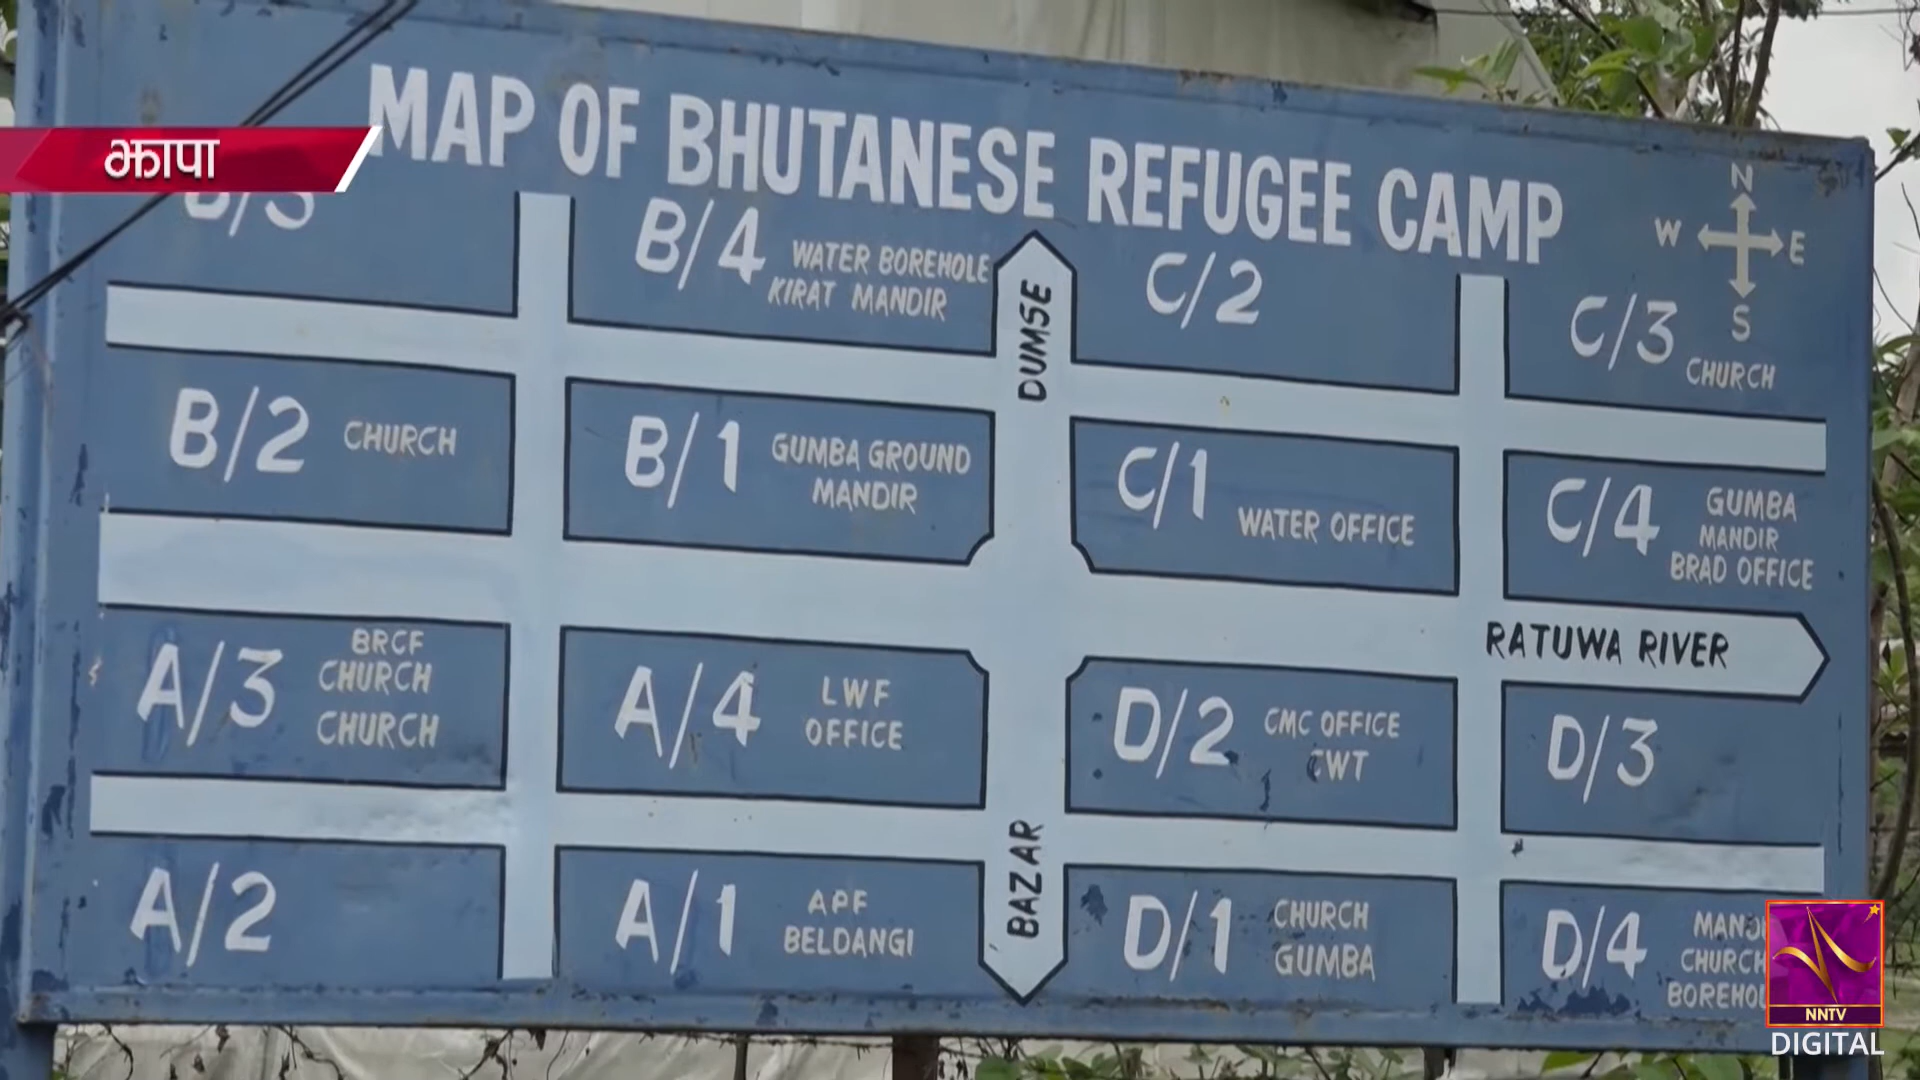 MAP OF BHUTANESE REFUGEE CAMP
झापा
N
W E
S
B/3
B/4 WATER BOREHOLE
KIRAT MANDIR
DUMSE
C/2
C/3 CHURCH
B/2 CHURCH
B/1 GUMBA GROUND
MANDIR
C/1 WATER OFFICE
C/4 GUMBA
MANDIR
BRAD OFFICE
RATUWA RIVER
A/3 BRCF
CHURCH
CHURCH
A/4 LWF
OFFICE
D/2 CMC OFFICE
D/3
A/2
A/1 APF
BELDANGI
BAZAR
D/1 CHURCH
GUMBA
D/4
CHURCH
NNTV
DIGITAL